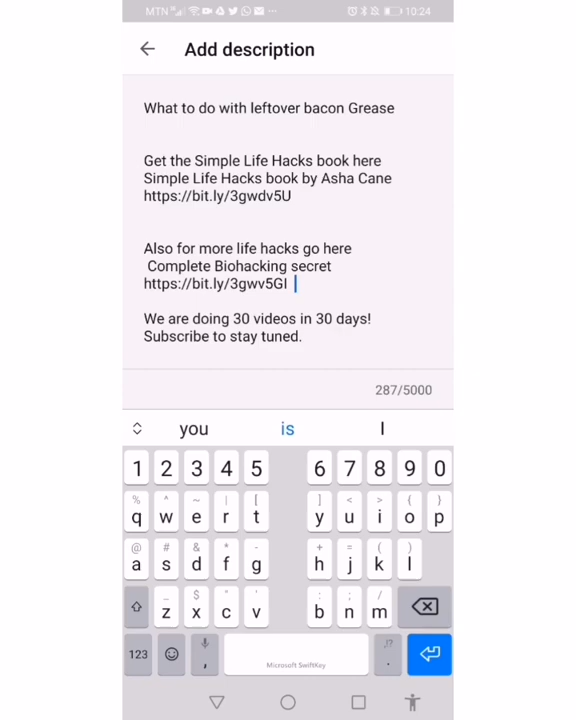 MTN
10:24
Add description
What to do with leftover bacon Grease
Get the Simple Life Hacks book here
Simple Life Hacks book by Asha Cane
https://bit.ly/3gwdv5U
Also for more life hacks go here
Complete Biohacking secret
https://bit.ly/3gwv5GI
We are doing 30 videos in 30 days!
Subscribe to stay tuned.
287/5000
you is I
1 2 3 4 5 6 7 8 9 0
% ^ ~ | [ ] < > { }
q w e r t y u i o p
@ # & * - + = ( )
a s d f g h j k l
_ $ " ' : ; /
z x c v b n m
123 , .
!?
Microsoft SwiftKey